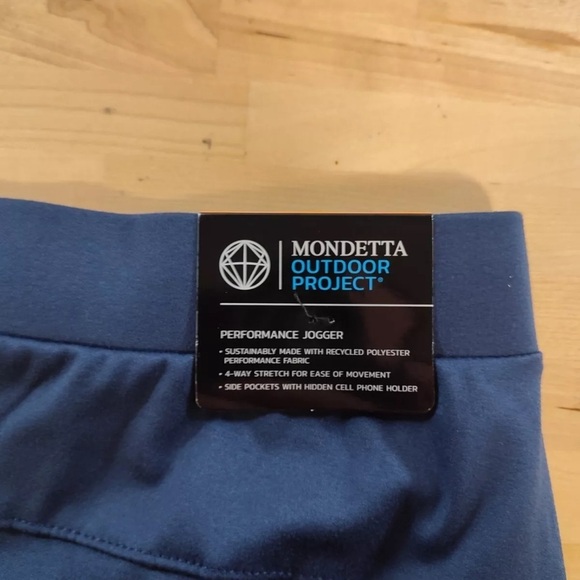 MONDETTA
OUTDOOR
PROJECT®
PERFORMANCE JOGGER
• SUSTAINABLY MADE WITH RECYCLED POLYESTER
PERFORMANCE FABRIC
• 4-WAY STRETCH FOR EASE OF MOVEMENT
• SIDE POCKETS WITH HIDDEN CELL PHONE HOLDER